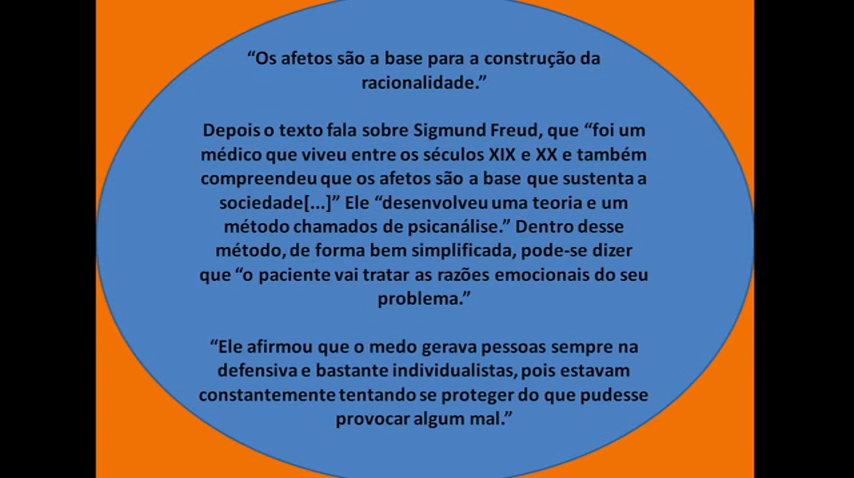 “Os afetos são a base para a construção da
racionalidade.”
Depois o texto fala sobre Sigmund Freud, que “foi um
médico que viveu entre os séculos XIX e XX e também
compreendeu que os afetos são a base que sustenta a
sociedade[...]” Ele “desenvolveu uma teoria e um
método chamados de psicanálise.” Dentro desse
método, de forma bem simplificada, pode-se dizer
que “o paciente vai tratar as razões emocionais do seu
problema.”
“Ele afirmou que o medo gerava pessoas sempre na
defensiva e bastante individualistas, pois estavam
constantemente tentando se proteger do que pudesse
provocar algum mal.”